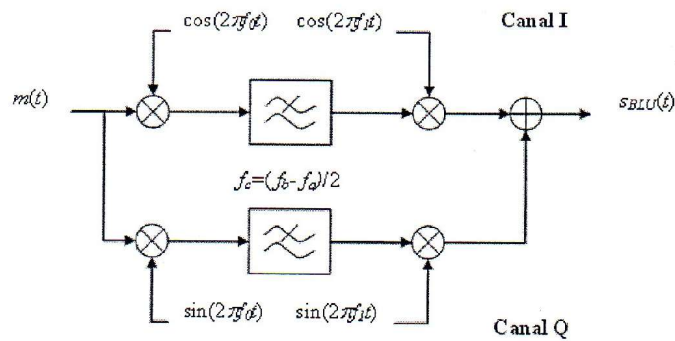 cos(2πf₀t) cos(2πf₁t) Canal I
m(t) s_BLU(t)
f_c=(f_b-f_a)/2
sin(2πf₀t) sin(2πf₁t)
Canal Q